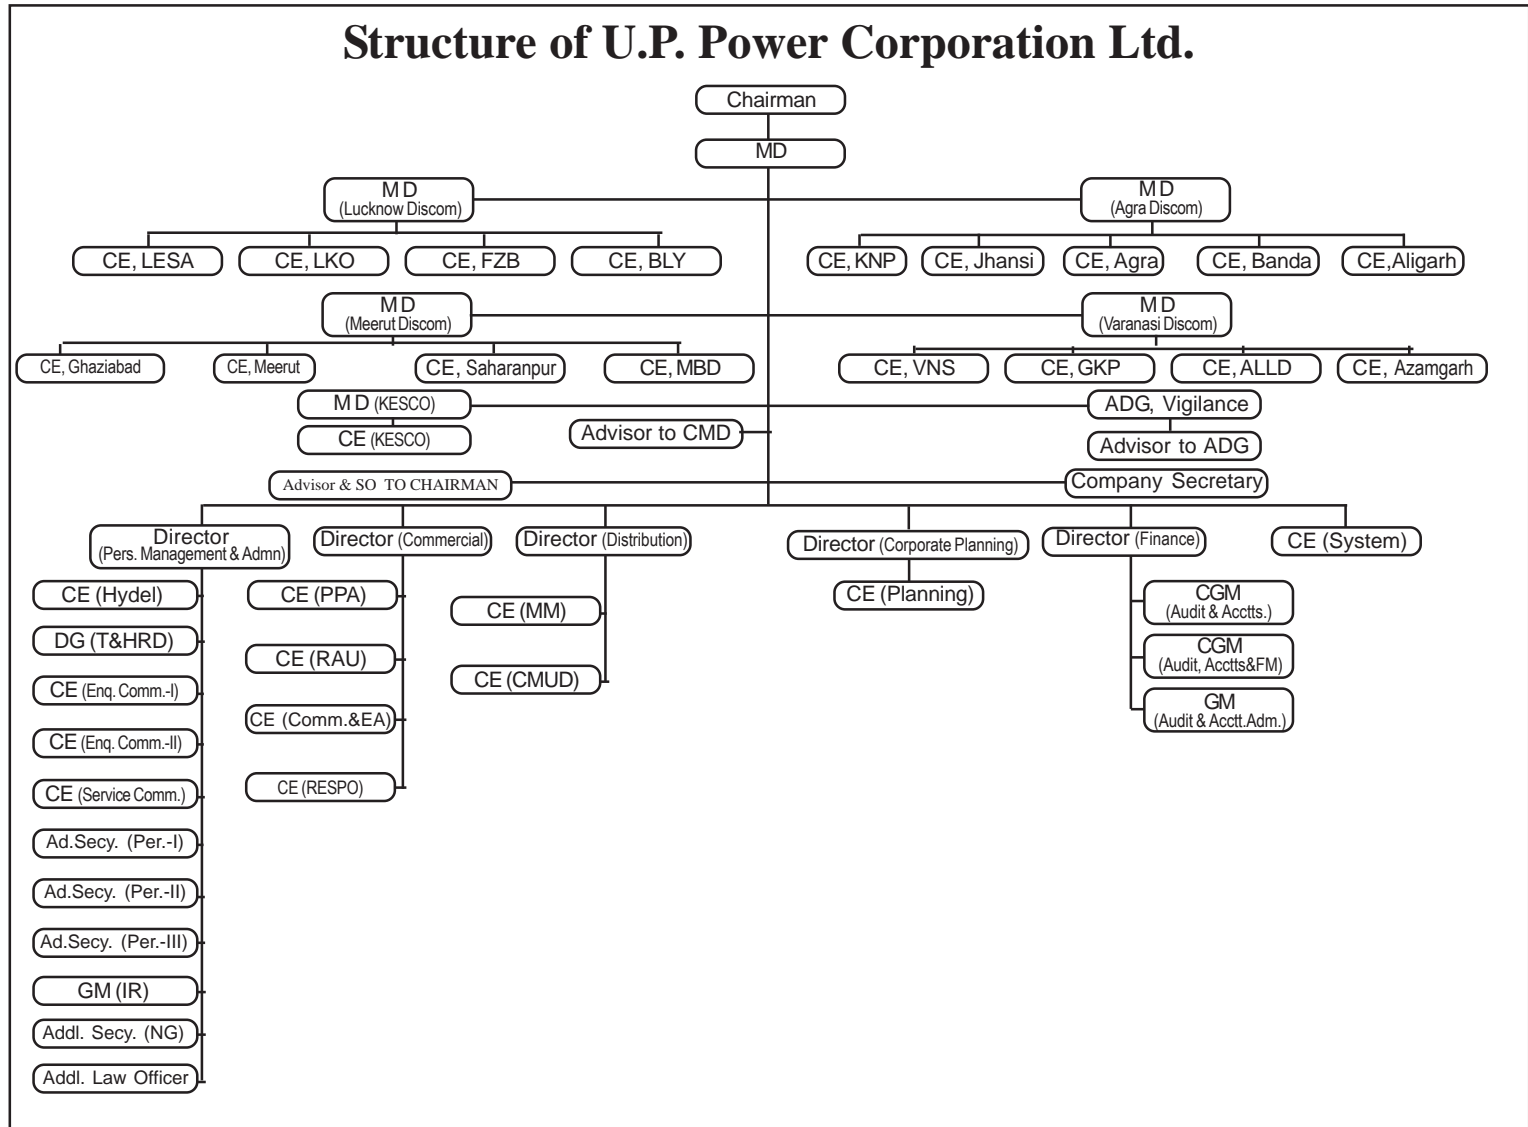 Structure of U.P. Power Corporation Ltd.
Chairman
MD
MD
(Lucknow Discom)
MD
(Agra Discom)
CE, LESA
CE, LKO
CE, FZB
CE, BLY
CE, KNP
CE, Jhansi
CE, Agra
CE, Banda
CE,Aligarh
MD
(Meerut Discom)
MD
(Varanasi Discom)
CE, Ghaziabad
CE, Meerut
CE, Saharanpur
CE, MBD
CE, VNS
CE, GKP
CE, ALLD
CE, Azamgarh
MD (KESCO)
ADG, Vigilance
CE (KESCO)
Advisor to CMD
Advisor to ADG
Advisor & SO TO CHAIRMAN
Company Secretary
Director
(Pers. Management & Admn)
Director (Commercial)
Director (Distribution)
Director (Corporate Planning)
Director (Finance)
CE (System)
CE (Hydel)
DG (T&HRD)
CE (Enq. Comm.-I)
CE (Enq. Comm.-II)
CE (Service Comm.)
Ad.Secy. (Per.-I)
Ad.Secy. (Per.-II)
Ad.Secy. (Per.-III)
GM (IR)
Addl. Secy. (NG)
Addl. Law Officer
CE (PPA)
CE (RAU)
CE (Comm.&EA)
CE (RESPO)
CE (MM)
CE (CMUD)
CE (Planning)
CGM
(Audit & Acctts.)
CGM
(Audit, Acctts&FM)
GM
(Audit & Acctt.Adm.)